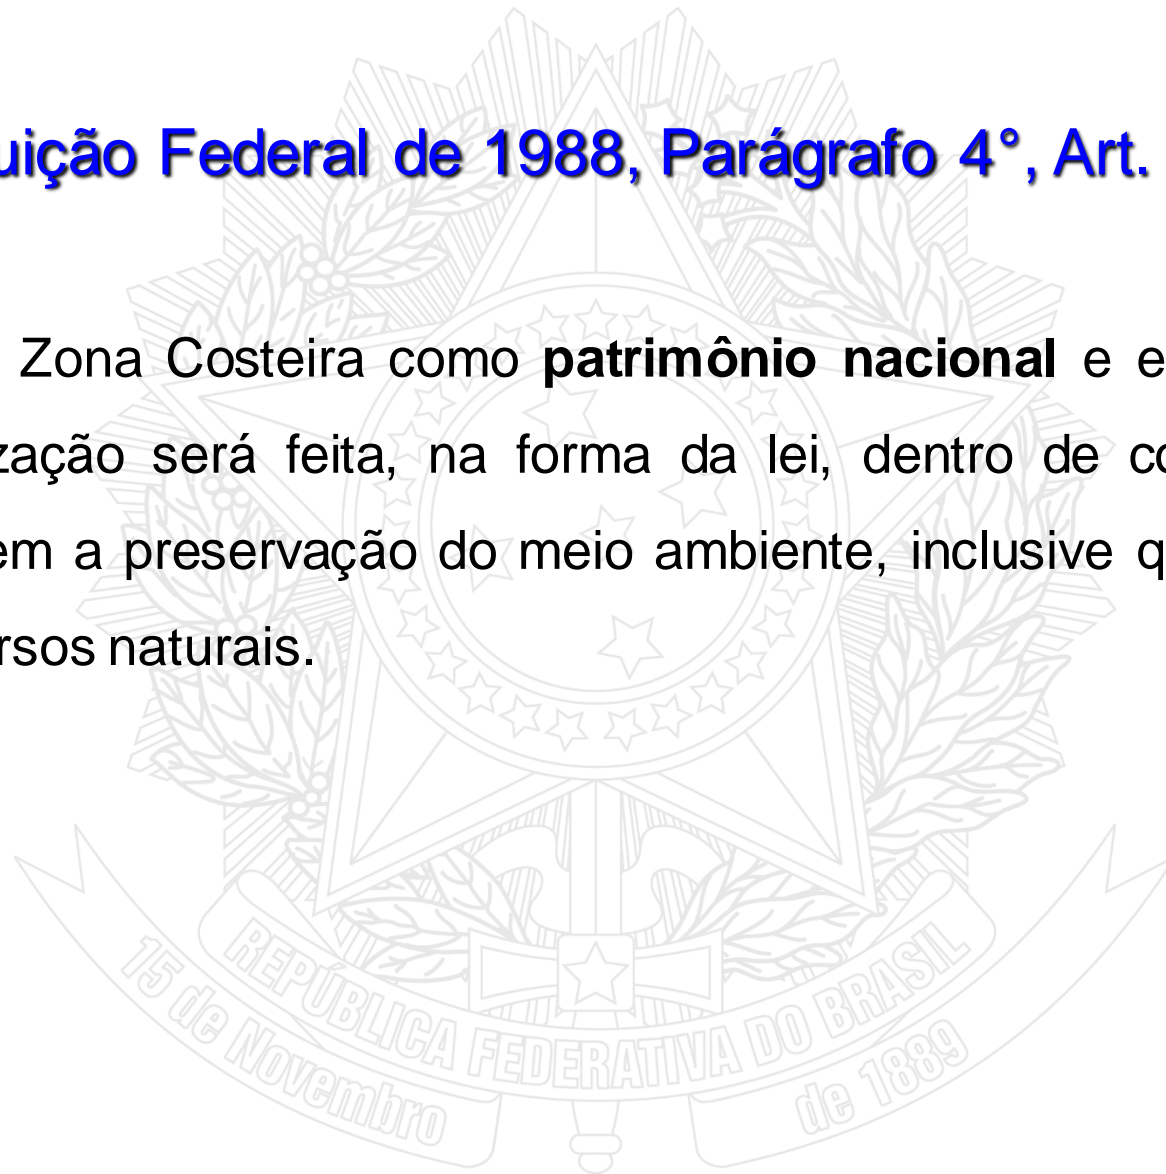 uição Federal de 1988, Parágrafo 4°, Art.
Zona Costeira como patrimônio nacional e e
zação será feita, na forma da lei, dentro de co
em a preservação do meio ambiente, inclusive q
rsos naturais.
REPÚBLICA FEDERATIVA DO BRASIL
15 de Novembro de 1889